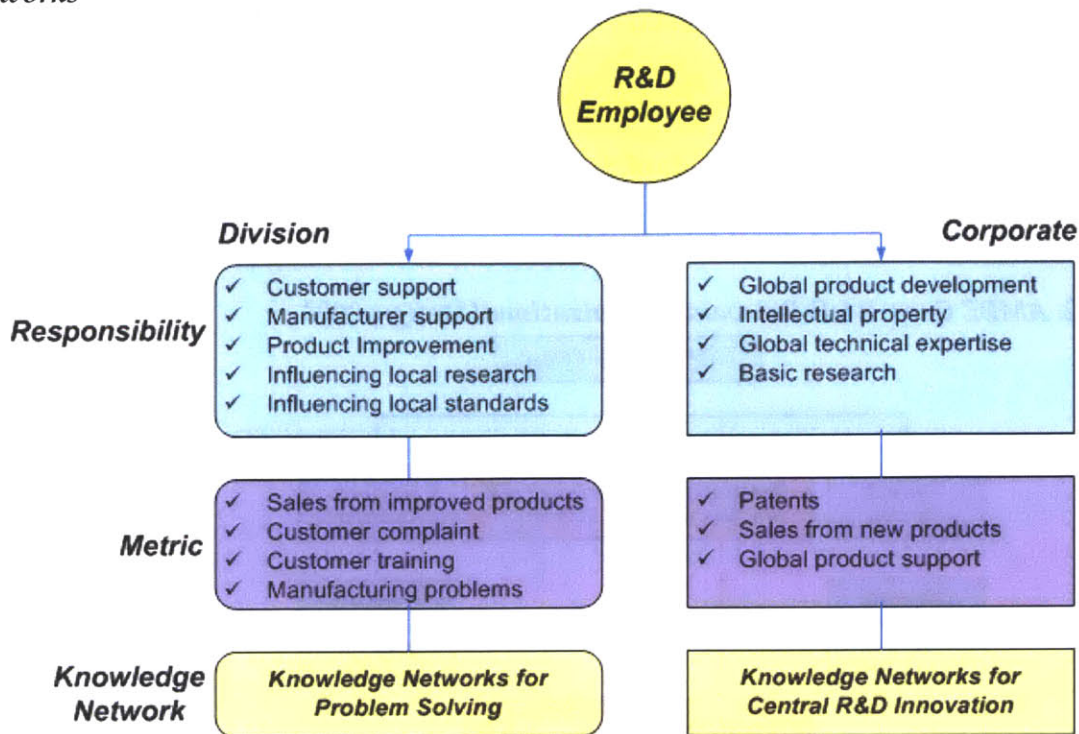 R&D
Employee
Division
Corporate
Responsibility
✓ Customer support
✓ Manufacturer support
✓ Product Improvement
✓ Influencing local research
✓ Influencing local standards
✓ Global product development
✓ Intellectual property
✓ Global technical expertise
✓ Basic research
Metric
✓ Sales from improved products
✓ Customer complaint
✓ Customer training
✓ Manufacturing problems
✓ Patents
✓ Sales from new products
✓ Global product support
Knowledge
Network
Knowledge Networks for
Problem Solving
Knowledge Networks for
Central R&D Innovation